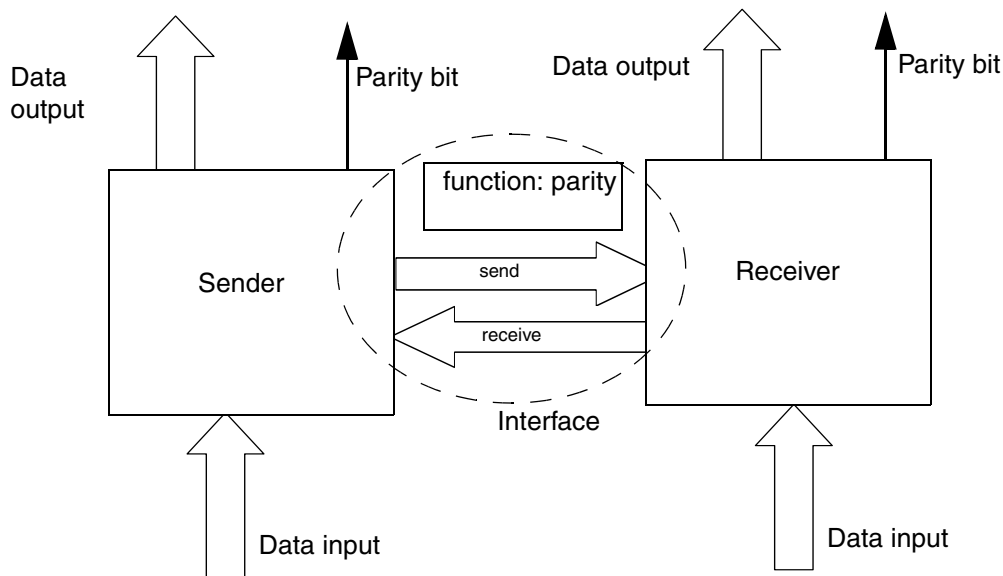 Data
output
Parity bit
Data output
Parity bit
function: parity
Sender
send
Receiver
receive
Interface
Data input
Data input